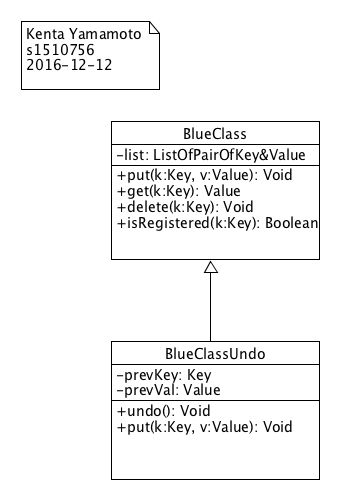 Kenta Yamamoto
s1510756
2016-12-12
BlueClass
-list: ListOfPairOfKey&Value
+put(k:Key, v:Value): Void
+get(k:Key): Value
+delete(k:Key): Void
+isRegistered(k:Key): Boolean
BlueClassUndo
-prevKey: Key
-prevVal: Value
+undo(): Void
+put(k:Key, v:Value): Void